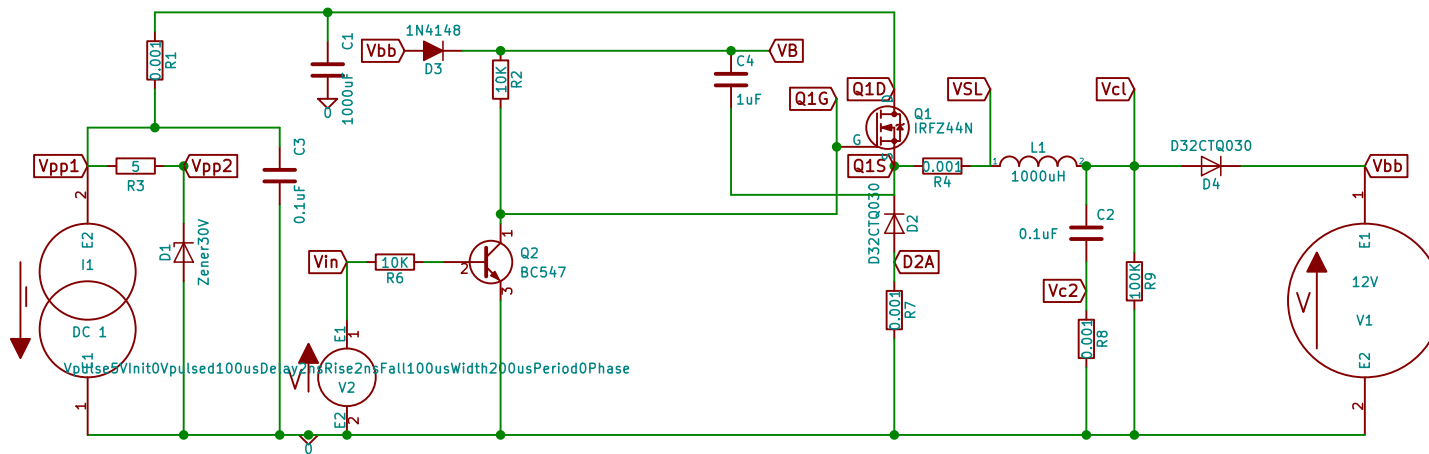 1N4148
Vbb
D3
VB
C1
1000uF
0
0.001
R1
10K
R2
C4
1uF
Q1G
Q1D
D
Q1
IRFZ44N
G
S
Q1S
VSL
Vcl
0.001
R4
1
L1
2
1000uH
D32CTQ030
D4
Vbb
Vpp1
5
R3
Vpp2
C3
0.1uF
2
E2
I1
I
DC 1
E1
1
D1
Zener30V
Vin
10K
R6
1
2
Q2
BC547
3
D32CTQ030
D2
D2A
0.001
R7
C2
0.1uF
Vc2
0.001
R8
100K
R9
1
E1
12V
V
V1
E2
2
E1
1
Vpulse5VInit0Vpulsed100usDelay2nsRise2nsFall100usWidth200usPeriod0Phase
V
V2
E2
2
0